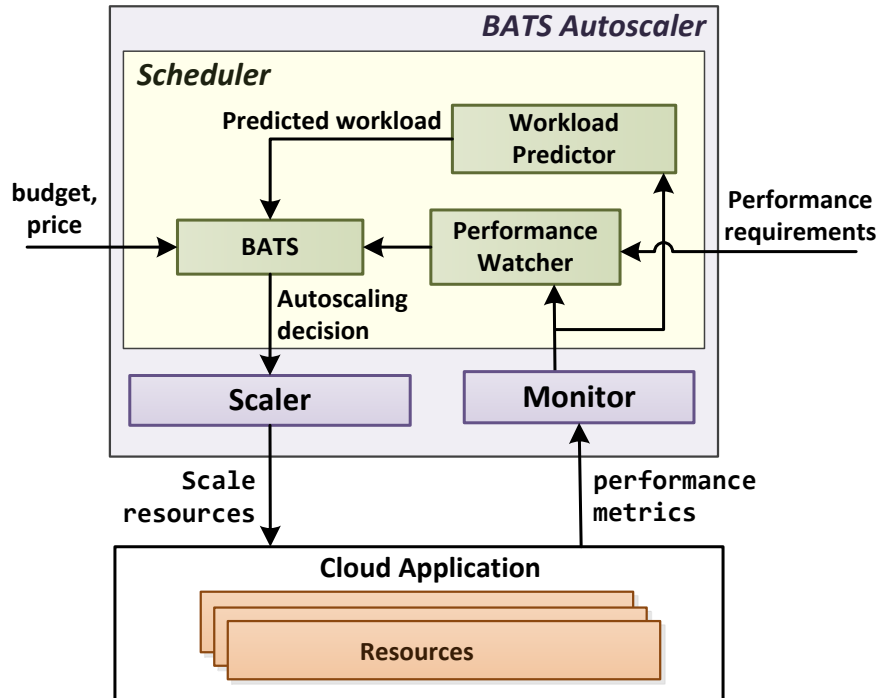 BATS Autoscaler
Scheduler
Predicted workload
Workload
Predictor
budget,
price
BATS
Performance
Watcher
Performance
requirements
Autoscaling
decision
Scaler
Monitor
Scale
resources
performance
metrics
Cloud Application
Resources